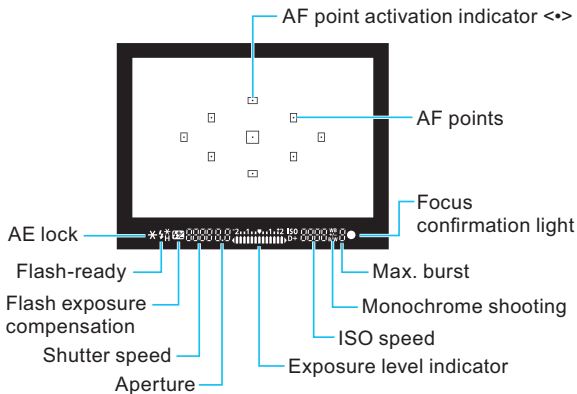 AF point activation indicator <•>
AF points
Focus
confirmation light
AE lock
Flash-ready
Max. burst
Flash exposure
compensation
Monochrome shooting
ISO speed
Shutter speed
Exposure level indicator
Aperture
ISO
D+